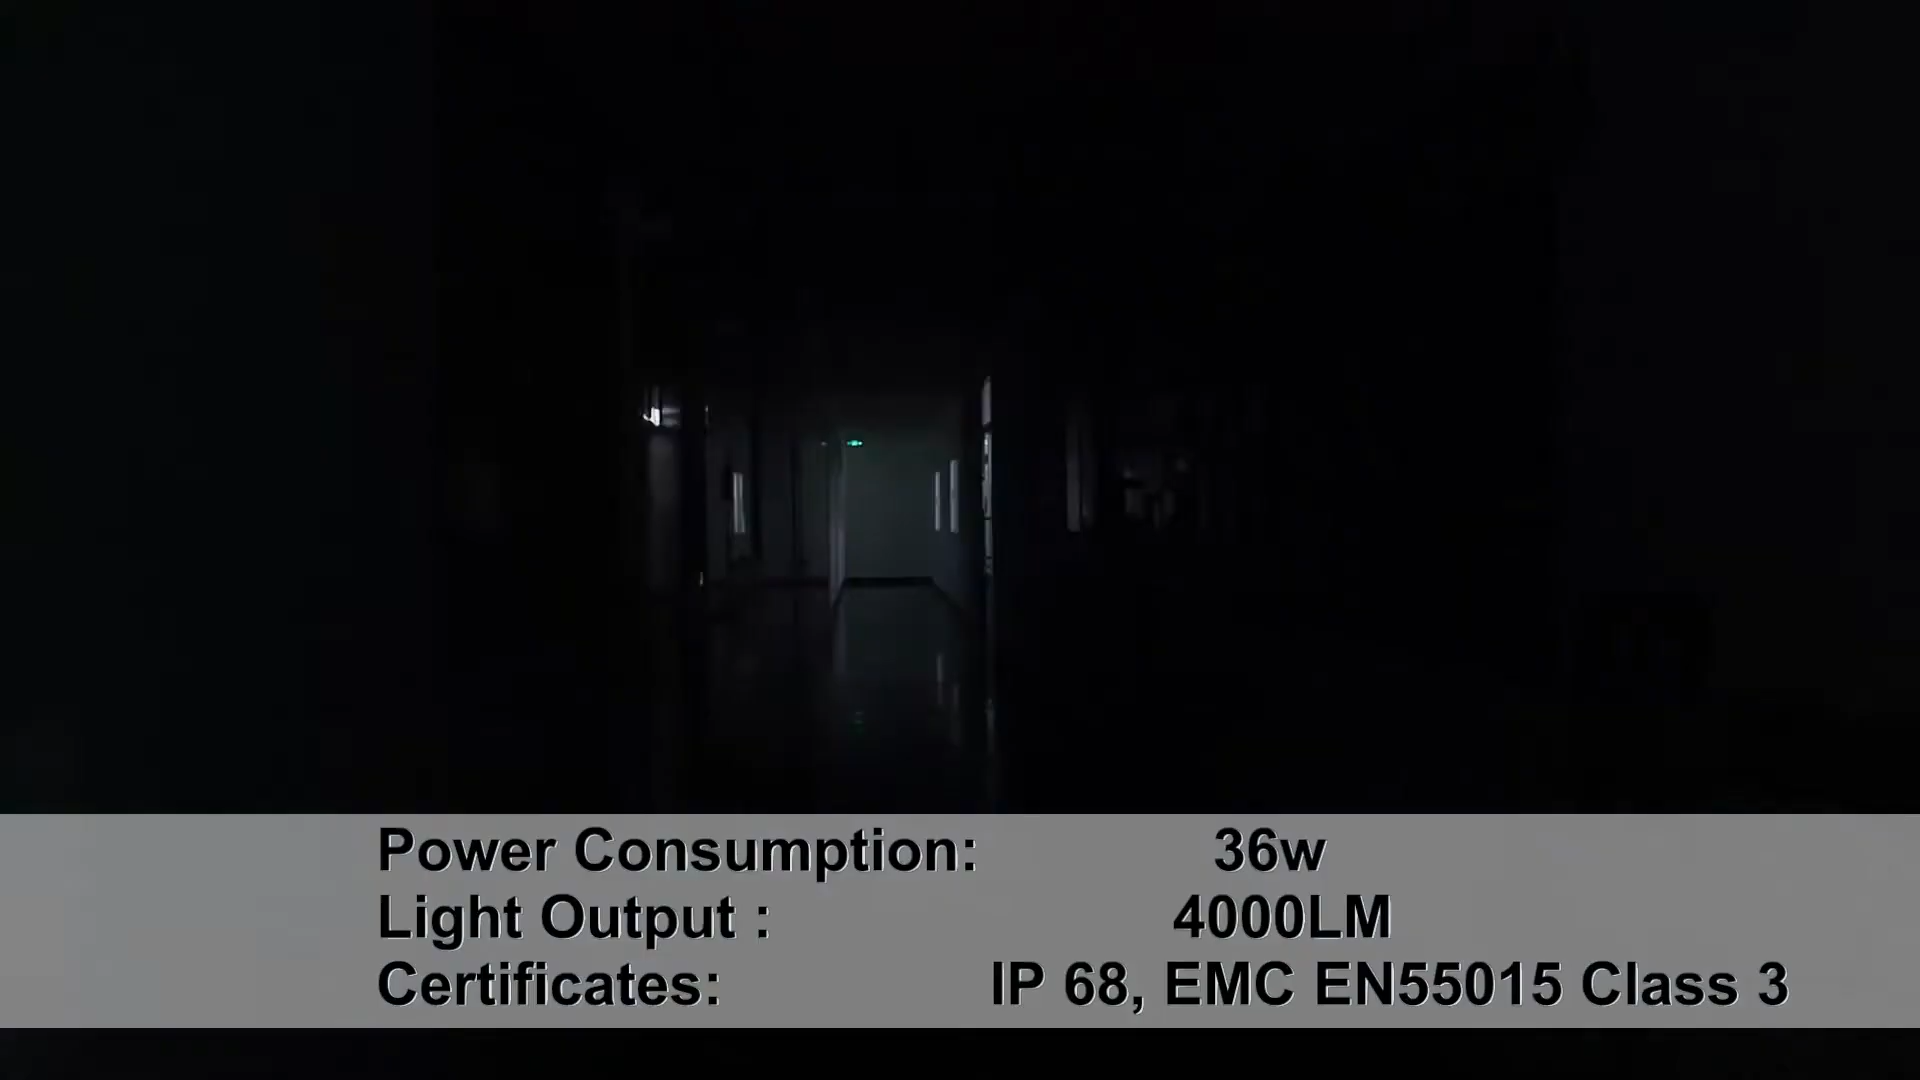 Power Consumption: 36w
Light Output : 4000LM
Certificates: IP 68, EMC EN55015 Class 3